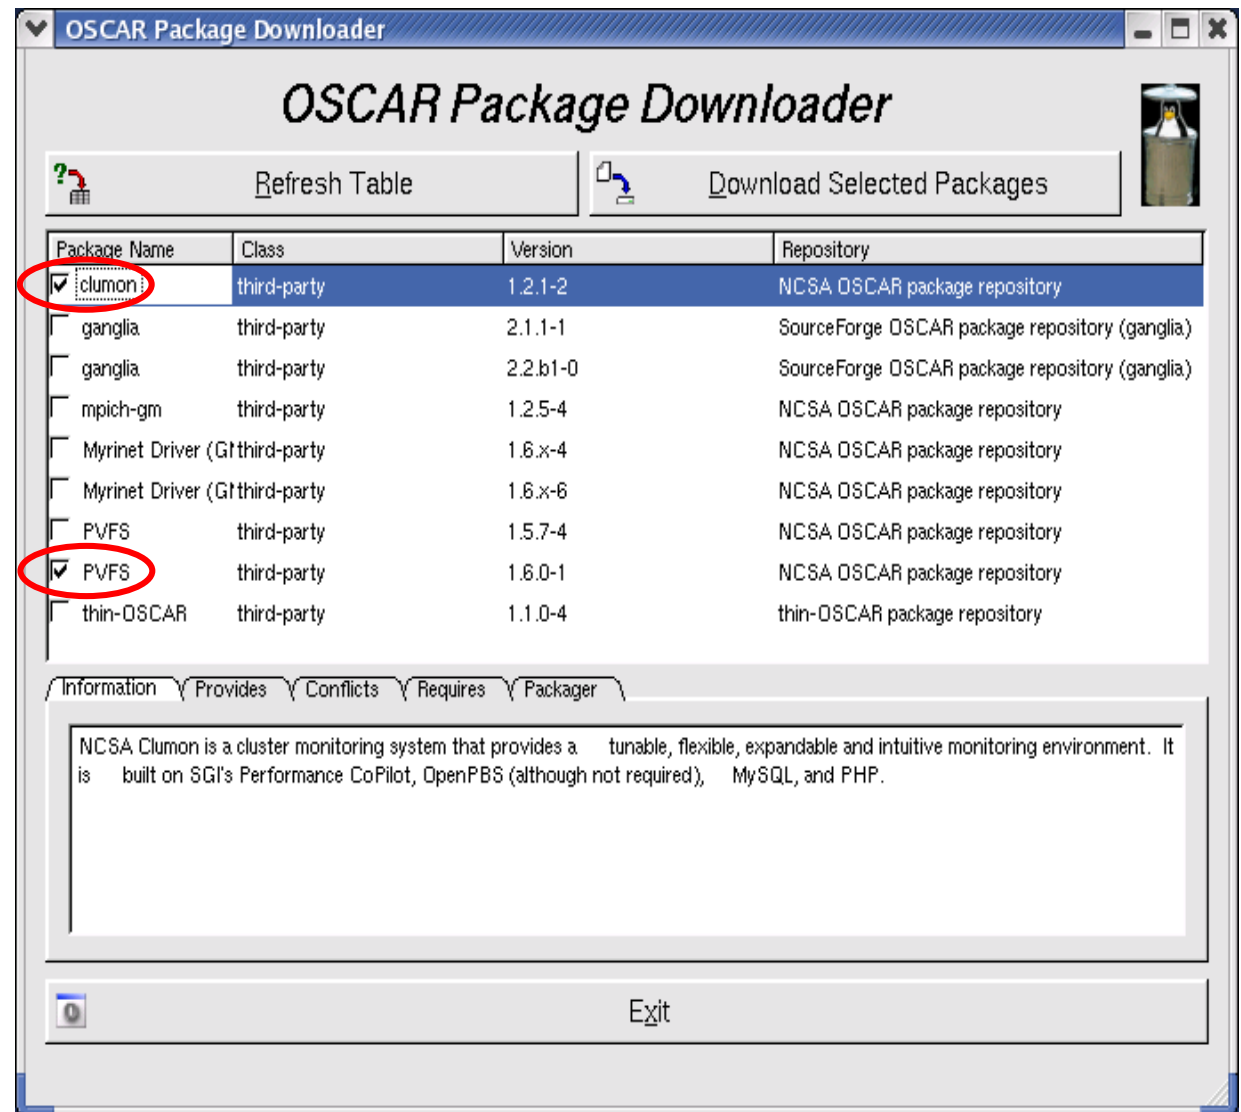 OSCAR Package Downloader
OSCAR Package Downloader
Refresh Table
Download Selected Packages
Package Name Class Version Repository
clumon third-party 1.2.1-2 NCSA OSCAR package repository
ganglia third-party 2.1.1-1 SourceForge OSCAR package repository (ganglia)
ganglia third-party 2.2.b1-0 SourceForge OSCAR package repository (ganglia)
mpich-gm third-party 1.2.5-4 NCSA OSCAR package repository
Myrinet Driver (GM third-party 1.6.x-4 NCSA OSCAR package repository
Myrinet Driver (GM third-party 1.6.x-6 NCSA OSCAR package repository
PVFS third-party 1.5.7-4 NCSA OSCAR package repository
PVFS third-party 1.6.0-1 NCSA OSCAR package repository
thin-OSCAR third-party 1.1.0-4 thin-OSCAR package repository
Information Provides Conflicts Requires Packager
NCSA Clumon is a cluster monitoring system that provides a tunable, flexible, expandable and intuitive monitoring environment. It
is built on SGI's Performance CoPilot, OpenPBS (although not required), MySQL, and PHP.
Exit